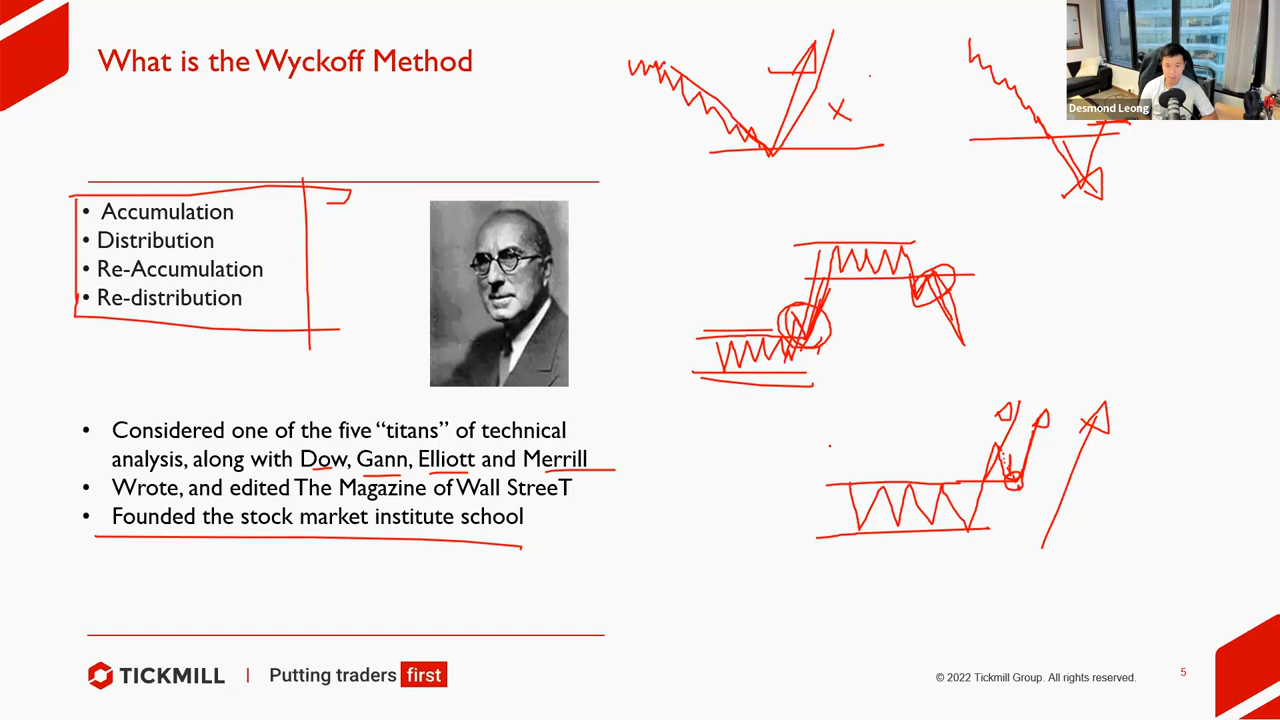 What is the Wyckoff Method
Desmond Leong
• Accumulation
• Distribution
• Re-Accumulation
• Re-distribution
• Considered one of the five “titans” of technical
analysis, along with Dow, Gann, Elliott and Merrill
• Wrote, and edited The Magazine of Wall StreeT
• Founded the stock market institute school
TICKMILL | Putting traders first
© 2022 Tickmill Group. All rights reserved.
5